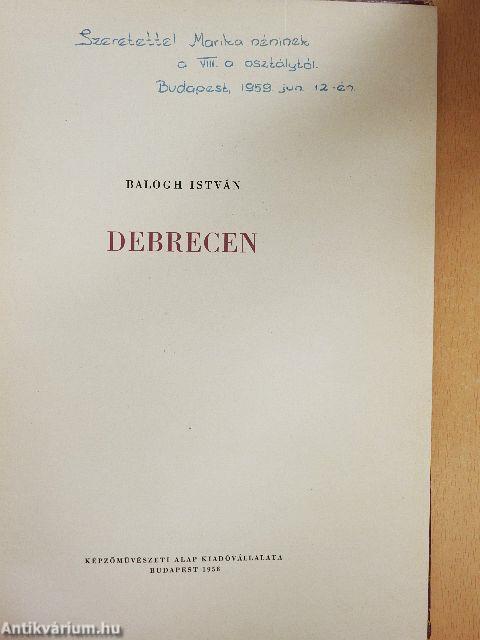 Szeretettel Marika néninek
a VIII. a osztálytól.
Budapest, 1959. jun. 12-én.
BALOGH ISTVÁN
DEBRECEN
KÉPZŐMŰVÉSZETI ALAP KIADÓVÁLLALATA
BUDAPEST 1958
Antikvárium.hu